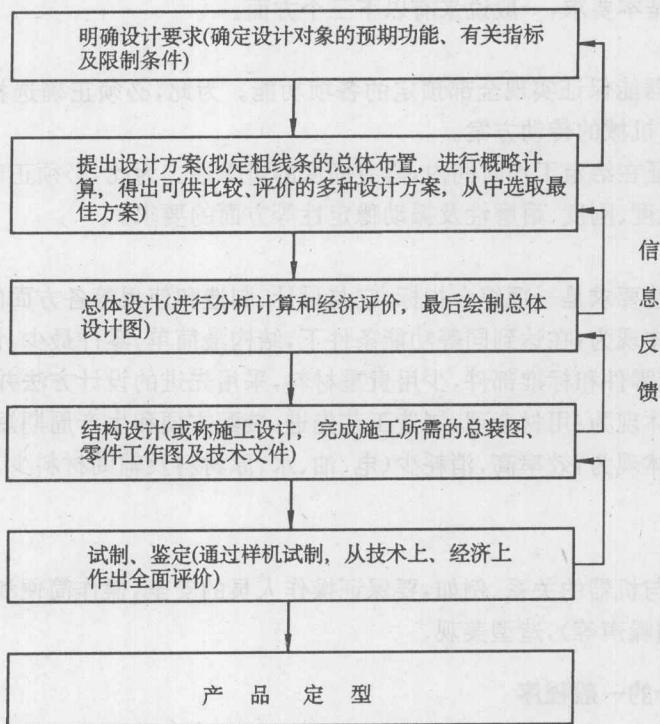 明确设计要求(确定设计对象的预期功能、有关指标
及限制条件)
提出设计方案(拟定粗线条的总体布置、进行概略计
算，得出可供比较、评价的多种设计方案，从中选取最
佳方案)
总体设计(进行分析计算和经济评价，最后绘制总体
设计图)
结构设计(或称施工设计，完成施工所需的总装图、
零件工作图及技术文件)
试制、鉴定(通过样机试制，从技术上、经济上
作出全面评价)
产品定型
信
息
反
馈